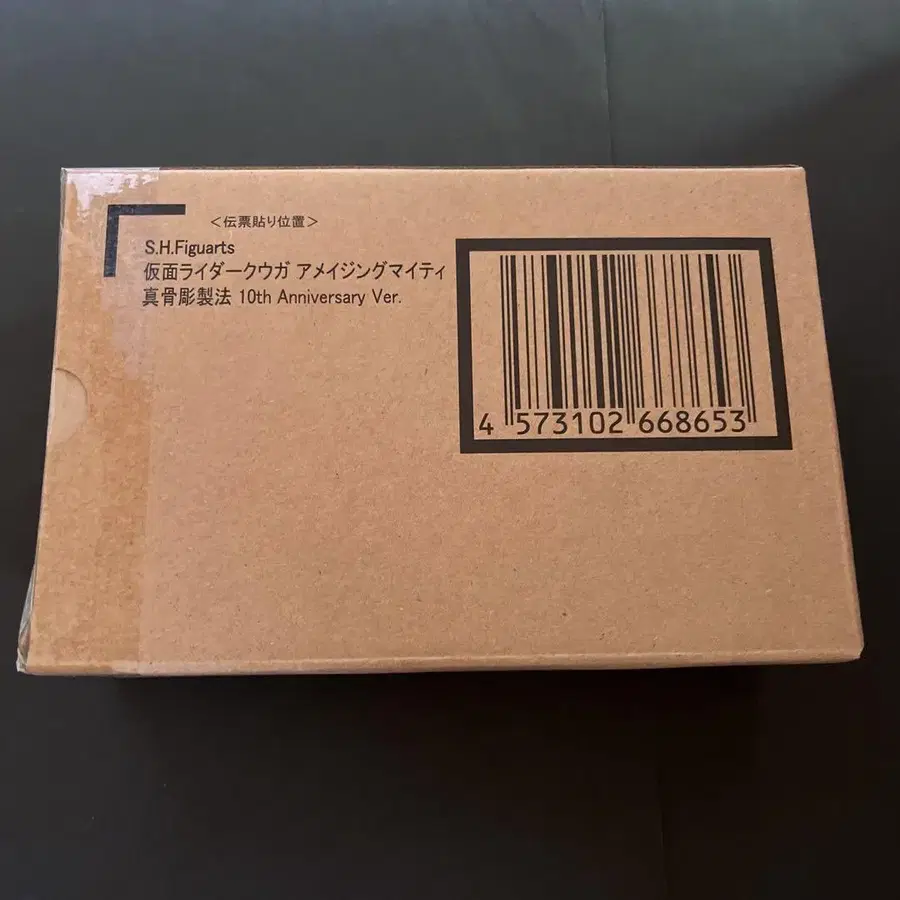 <伝票貼り位置>
S.H.Figuarts
仮面ライダークウガ アメイジングマイティ
真骨彫製法 10th Anniversary Ver.
4 573102 668653